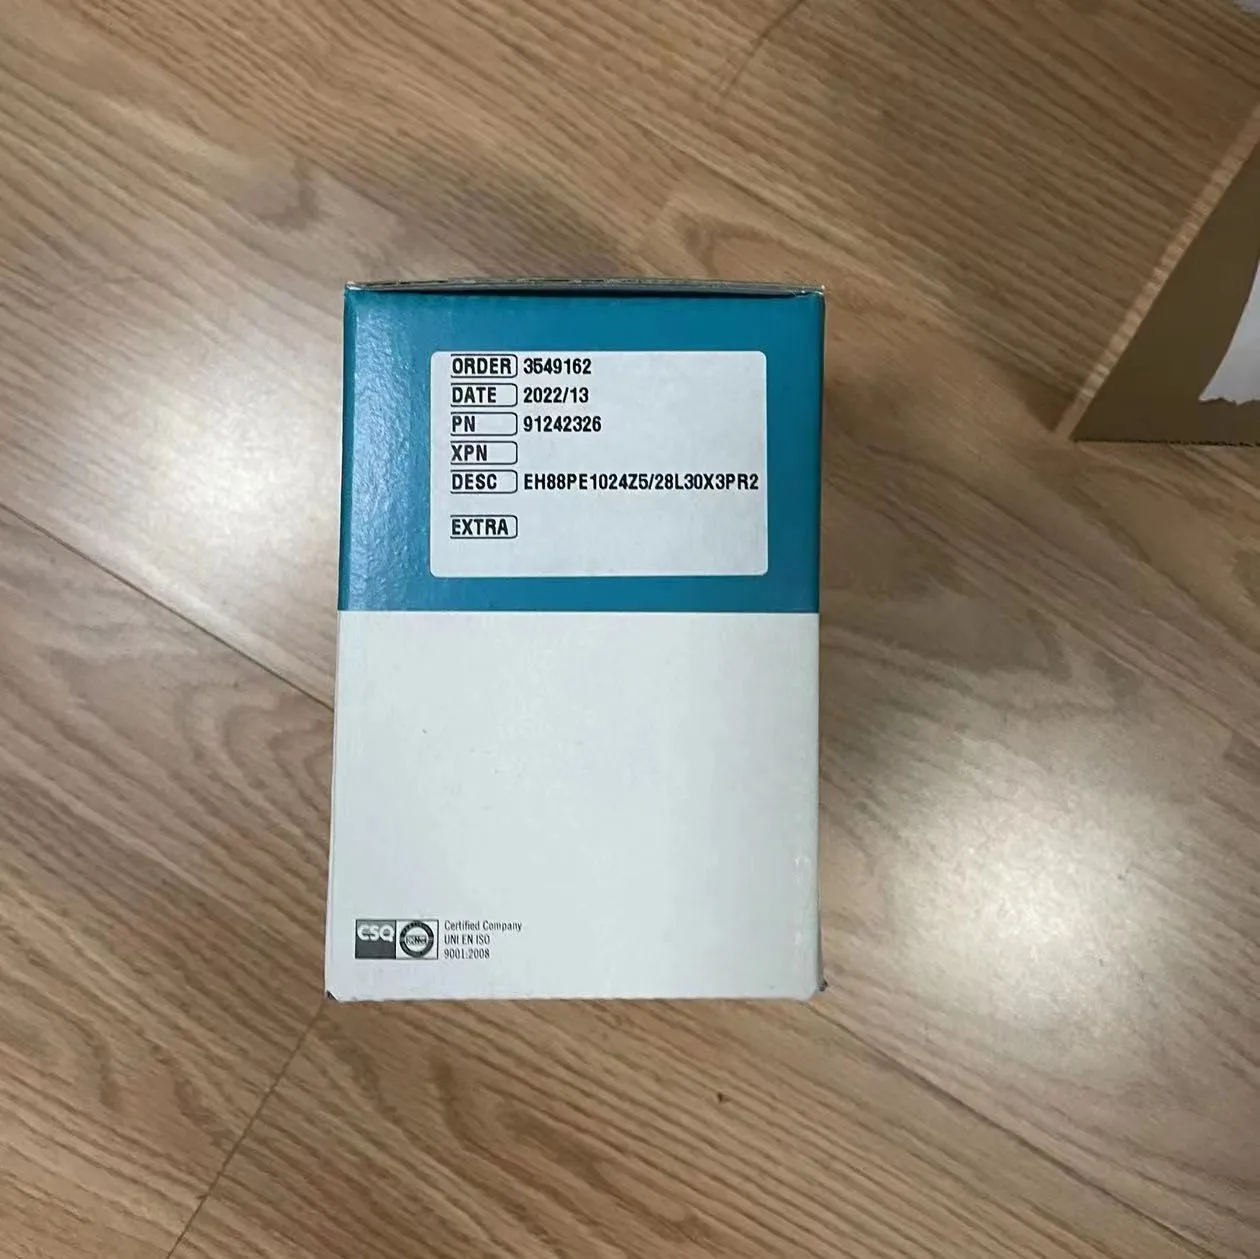 ORDER 3549162
DATE 2022/13
PN 91242326
XPN
DESC EH88PE1024Z5/28L30X3PR2
EXTRA
CSQ
Certified Company
UNI EN ISO
9001:2008